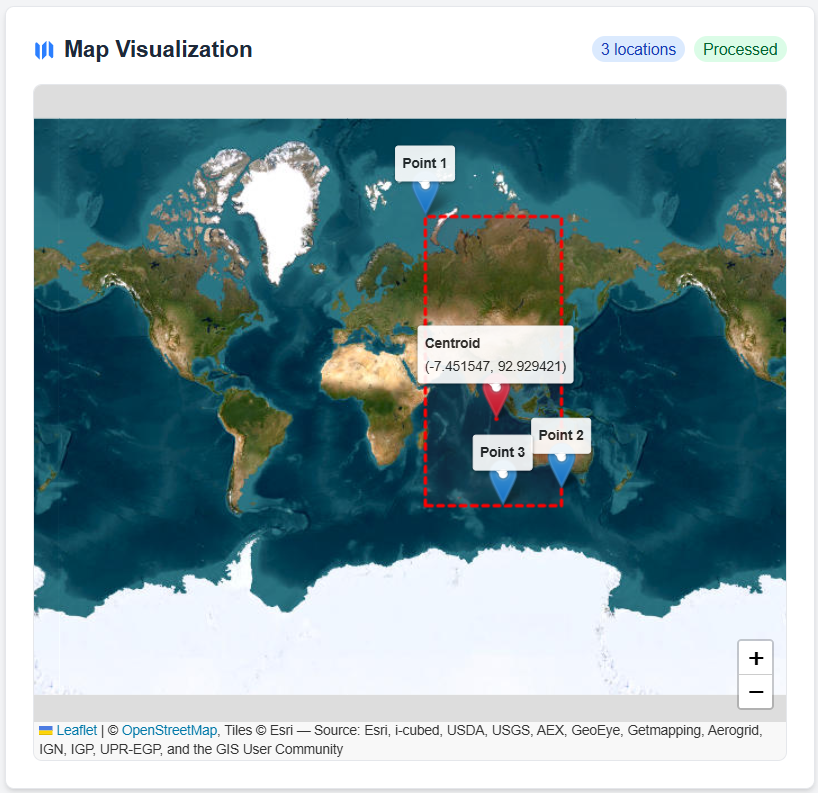 Map Visualization
3 locations
Processed
Point 1
Centroid
(-7.451547, 92.929421)
Point 2
Point 3
+
−
Leaflet | © OpenStreetMap, Tiles © Esri — Source: Esri, i-cubed, USDA, USGS, AEX, GeoEye, Getmapping, Aerogrid,
IGN, IGP, UPR-EGP, and the GIS User Community